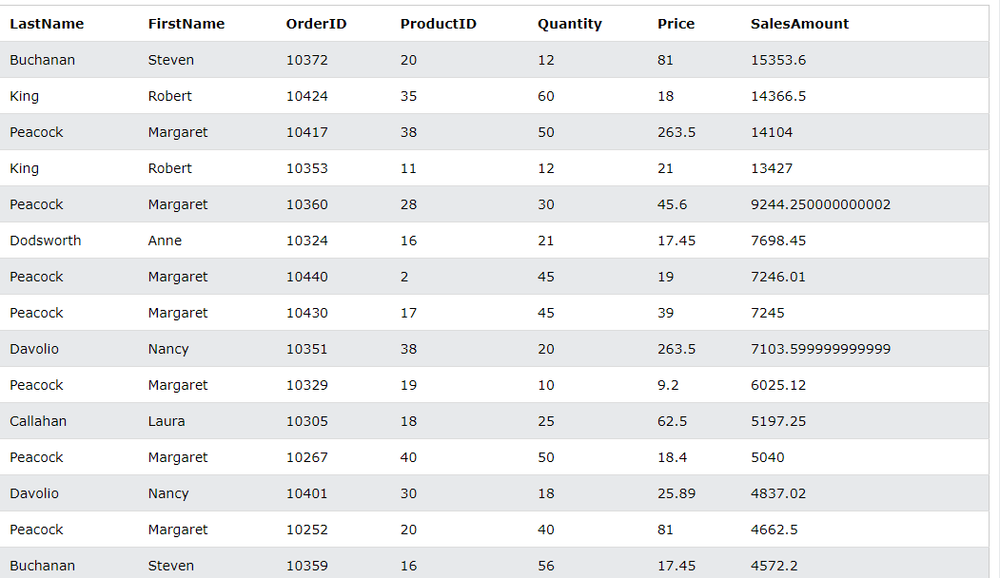 LastName FirstName OrderID ProductID Quantity Price SalesAmount
Buchanan Steven 10372 20 12 81 15353.6
King Robert 10424 35 60 18 14366.5
Peacock Margaret 10417 38 50 263.5 14104
King Robert 10353 11 12 21 13427
Peacock Margaret 10360 28 30 45.6 9244.250000000002
Dodsworth Anne 10324 16 21 17.45 7698.45
Peacock Margaret 10440 2 45 19 7246.01
Peacock Margaret 10430 17 45 39 7245
Davolio Nancy 10351 38 20 263.5 7103.599999999999
Peacock Margaret 10329 19 10 9.2 6025.12
Callahan Laura 10305 18 25 62.5 5197.25
Peacock Margaret 10267 40 50 18.4 5040
Davolio Nancy 10401 30 18 25.89 4837.02
Peacock Margaret 10252 20 40 81 4662.5
Buchanan Steven 10359 16 56 17.45 4572.2